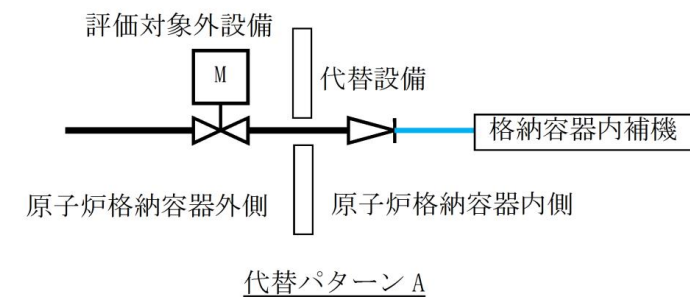 評価対象外設備
M
代替設備
格納容器内補機
原子炉格納容器外側
原子炉格納容器内側
代替パターン A